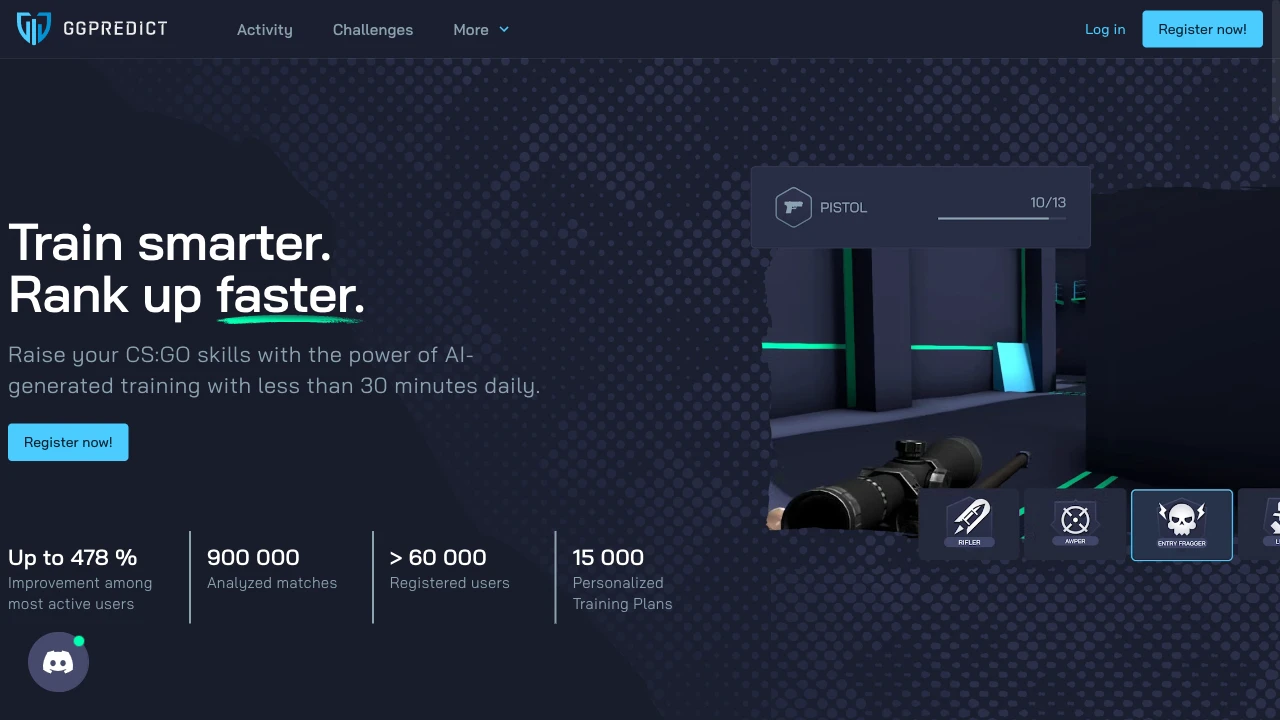 GGPREDICT
Activity
Challenges
More
Log in
Register now!
PISTOL
10/13
Train smarter.
Rank up faster.
Raise your CS:GO skills with the power of AI-
generated training with less than 30 minutes daily.
Register now!
RIFLER
AWPER
ENTRY FRAGGER
Up to 478 %
Improvement among
most active users
900 000
Analyzed matches
> 60 000
Registered users
15 000
Personalized
Training Plans